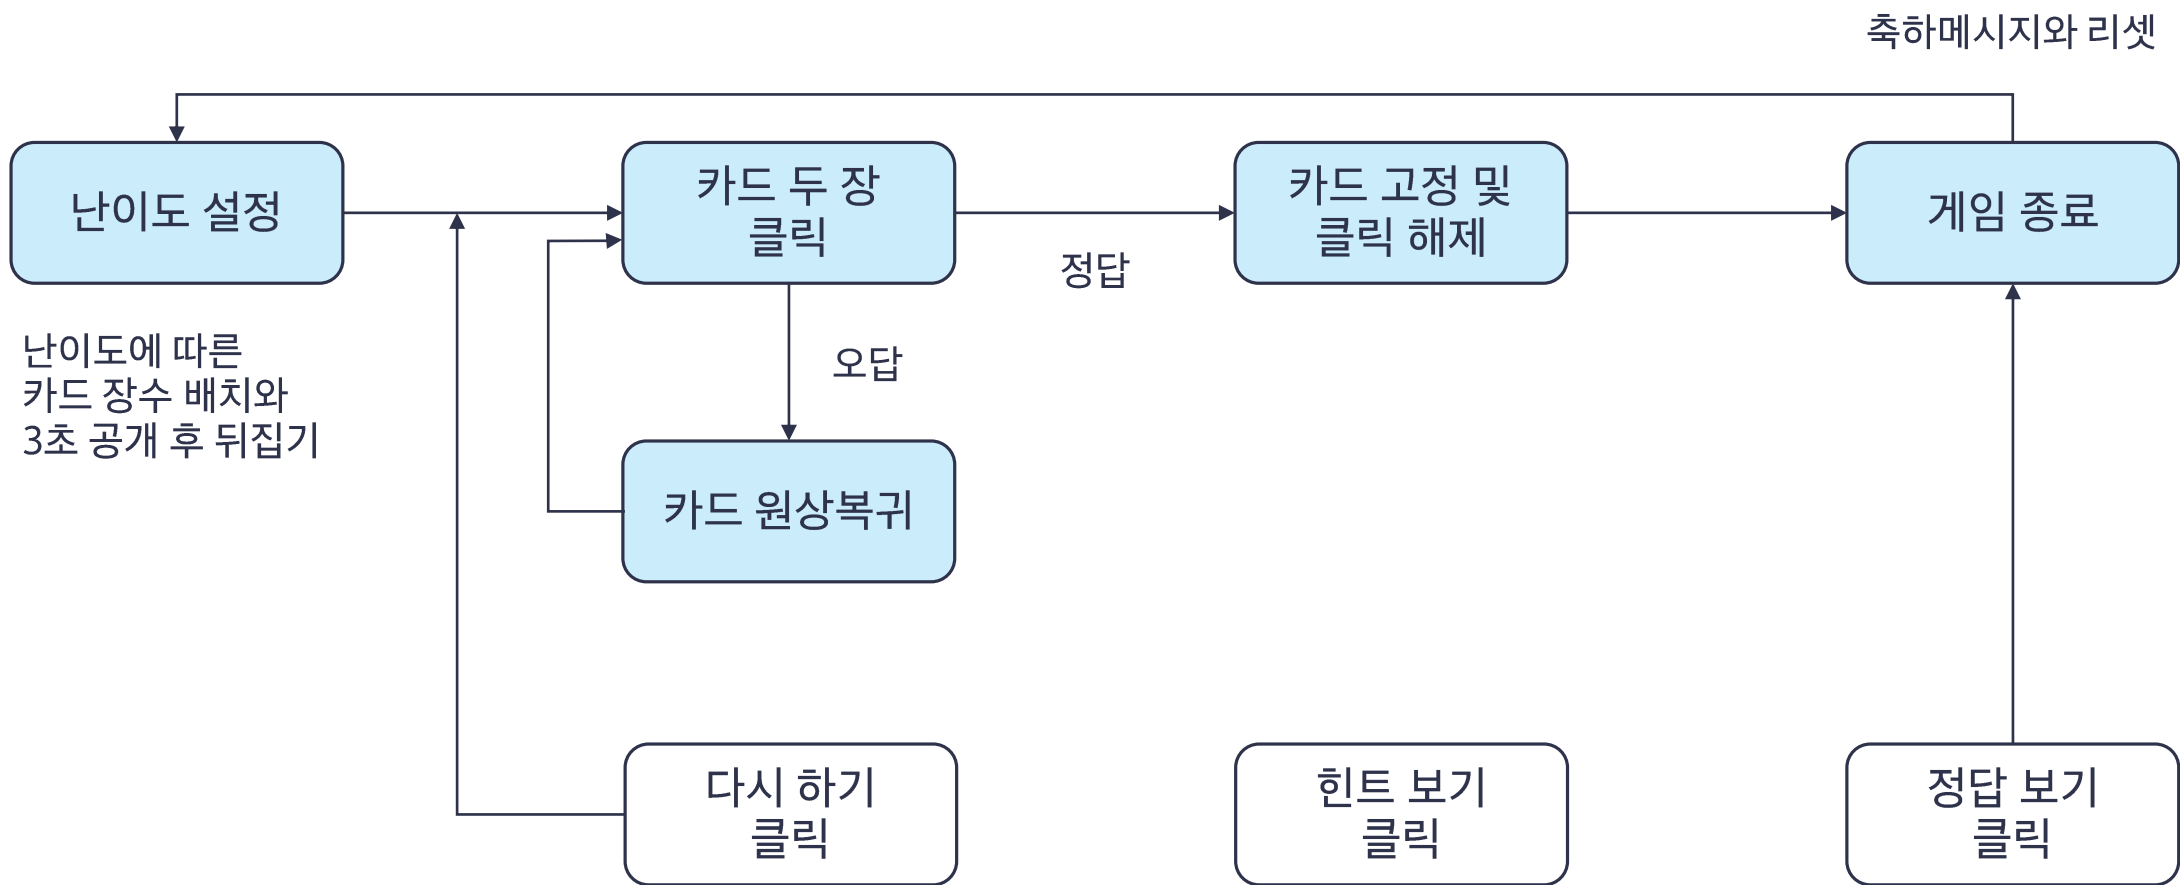 축하메시지와 리셋
난이도 설정
카드 두 장
클릭
카드 고정 및
클릭 해제
게임 종료
정답
난이도에 따른
카드 장수 배치와
3초 공개 후 뒤집기
오답
카드 원상복귀
다시 하기
클릭
힌트 보기
클릭
정답 보기
클릭